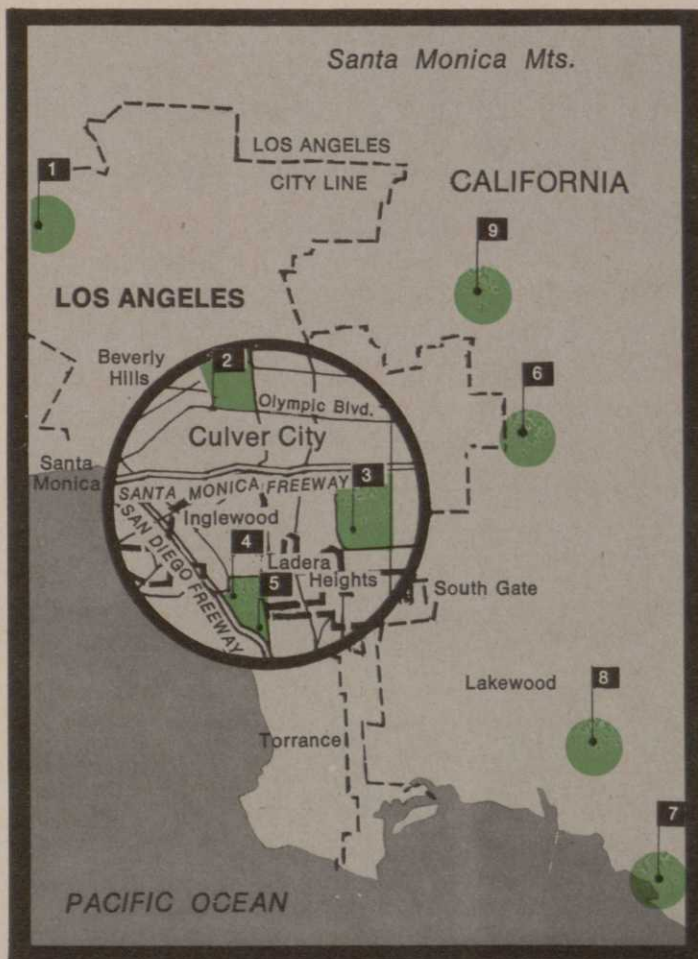 Santa Monica Mts.
LOS ANGELES
CITY LINE
CALIFORNIA
1
9
LOS ANGELES
Beverly
Hills
2
6
Olympic Blvd.
Culver City
Santa
Monica
SANTA MONICA FREEWAY
3
Inglewood
SAN DIEGO FREEWAY
4
Ladera
Heights
5
South Gate
Lakewood
8
Torrance
7
PACIFIC OCEAN